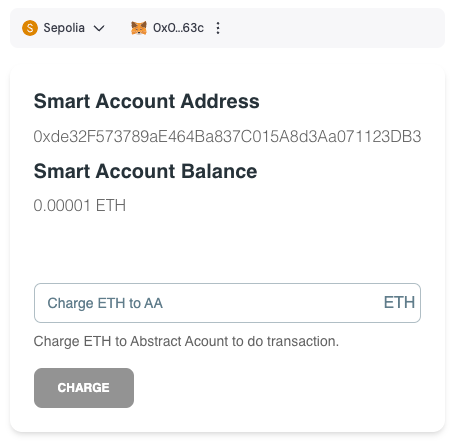 S Sepolia 0x0...63c
Smart Account Address
0xde32F573789aE464Ba837C015A8d3Aa071123DB3
Smart Account Balance
0.00001 ETH
Charge ETH to AA ETH
Charge ETH to Abstract Acount to do transaction.
CHARGE